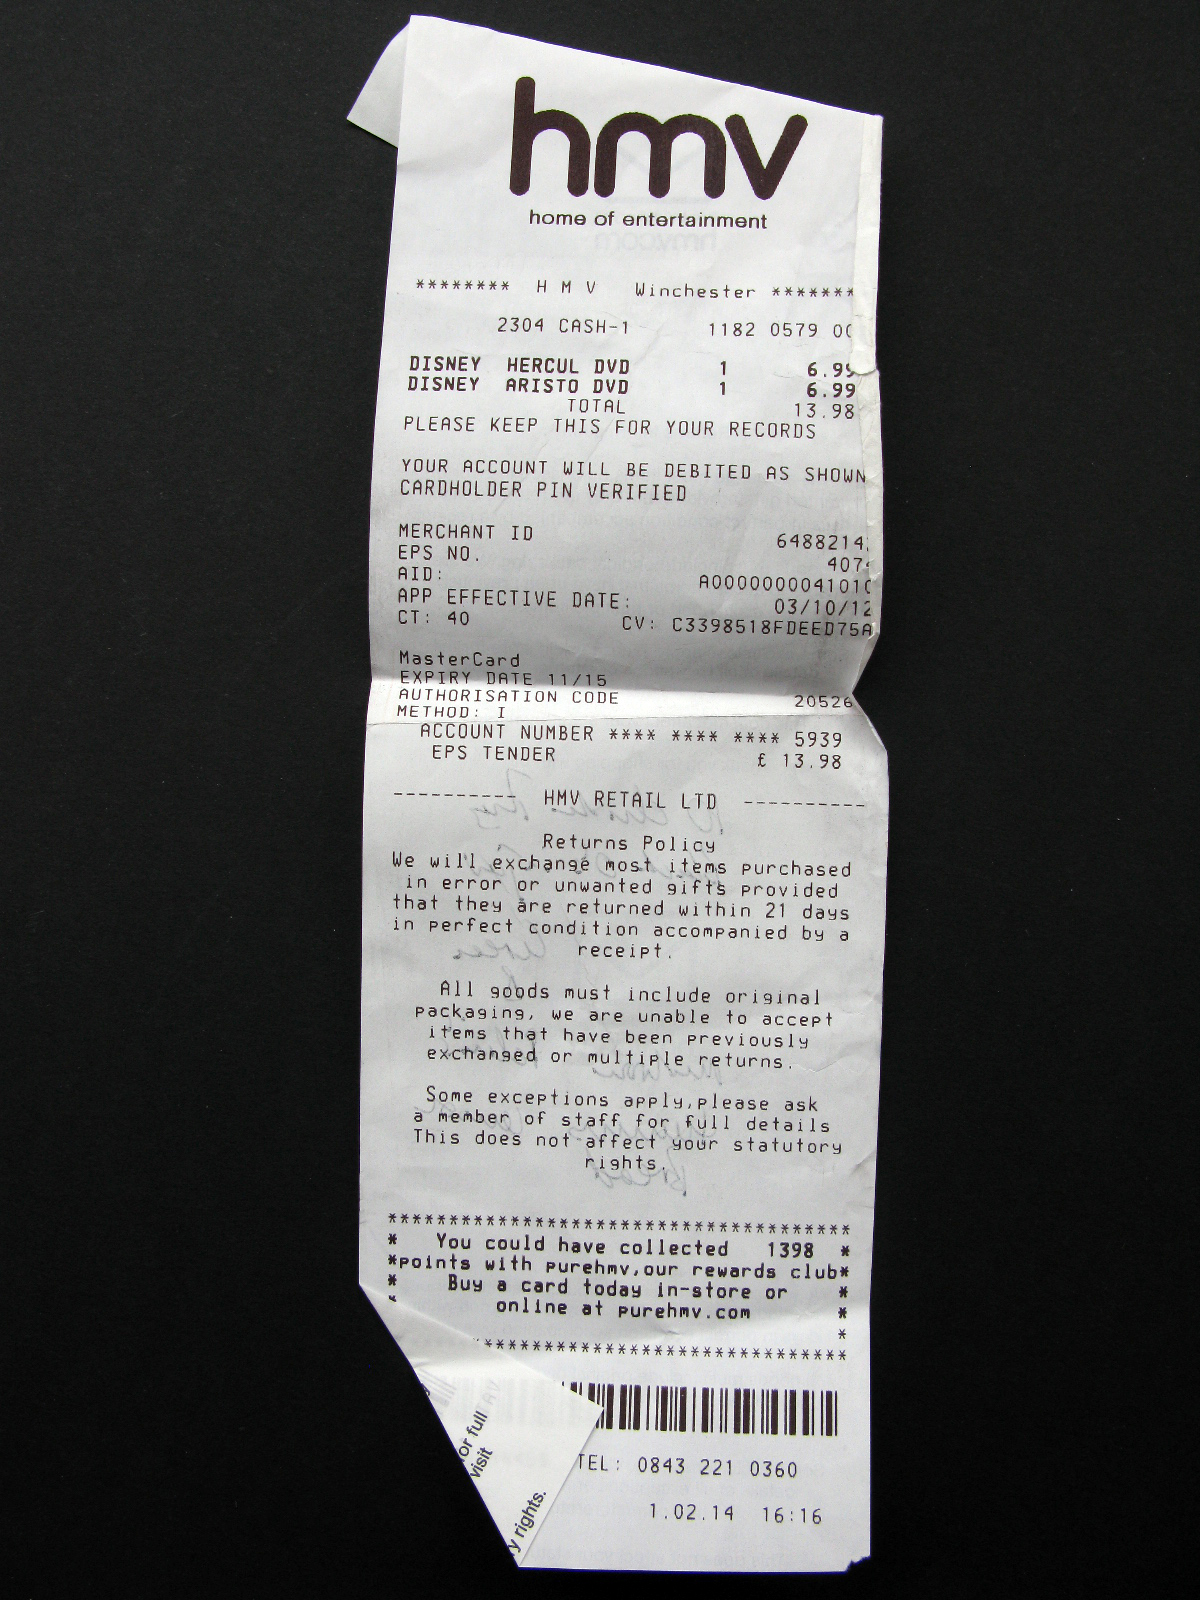 hmv
home of entertainment
******** H M V Winchester *******
2304 CASH-1 1182 0579
DISNEY HERCUL DVD 1 6.99
DISNEY ARISTO DVD 1 6.99
TOTAL 13.98
PLEASE KEEP THIS FOR YOUR RECORDS
YOUR ACCOUNT WILL BE DEBITED AS SHOWN
CARDHOLDER PIN VERIFIED
MERCHANT ID 6488214
EPS NO. 407
AID: A000000004101
APP EFFECTIVE DATE: 03/10/12
CT: 40 CV: C3398518FDEED75A
MasterCard
EXPIRY DATE 11/15
AUTHORISATION CODE 20526
METHOD: I
ACCOUNT NUMBER **** **** **** 5939
EPS TENDER £ 13.98
---------- HMV RETAIL LTD ----------
Returns Policy
We will exchange most items purchased
in error or unwanted gifts provided
that they are returned within 21 days
in perfect condition accompanied by a
receipt.
All goods must include original
packaging, we are unable to accept
items that have been previously
exchanged or multiple returns.
Some exceptions apply,please ask
a member of staff for full details
This does not affect your statutory
rights.
*************************************
* You could have collected 1398 *
*points with purehmv,our rewards club*
* Buy a card today in-store or *
* online at purehmv.com *
*
******************************
or full
visit
y rights.
TEL: 0843 221 0360
1.02.14 16:16